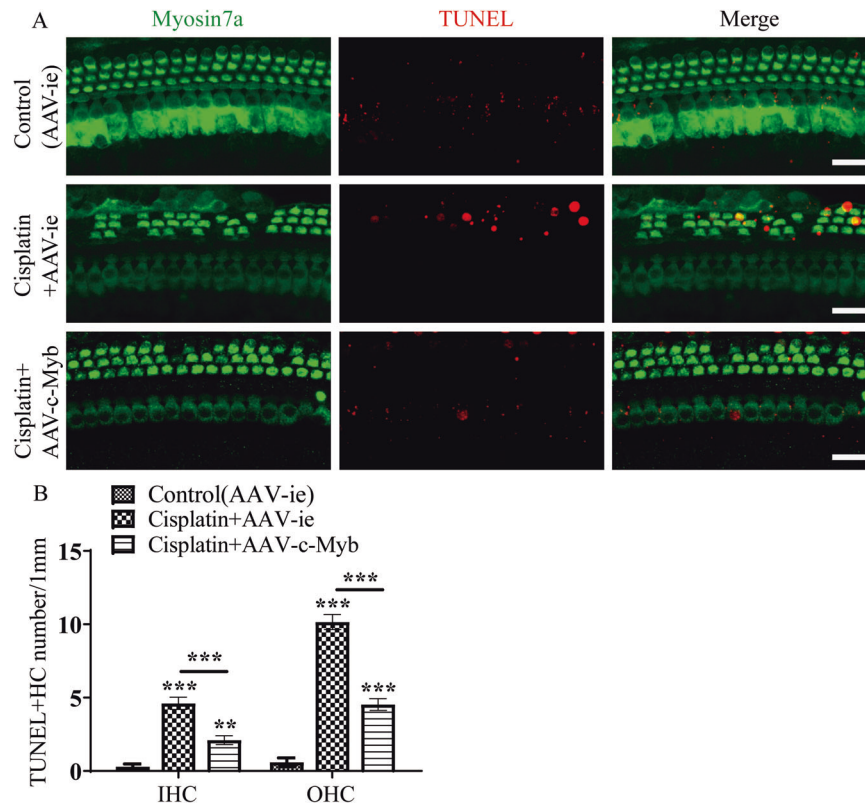 A
Myosin7a
TUNEL
Merge
Control
(AAV-ie)
Cisplatin
+AAV-ie
Cisplatin+
AAV-c-Myb
B
Control(AAV-ie)
Cisplatin+AAV-ie
Cisplatin+AAV-c-Myb
TUNEL+HC number/1mm
15
10
5
0
***
***
**
***
***
***
IHC
OHC